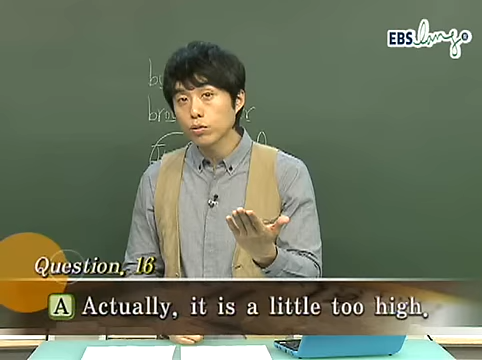 EBS lang
Question. 16
A Actually, it is a little too high.